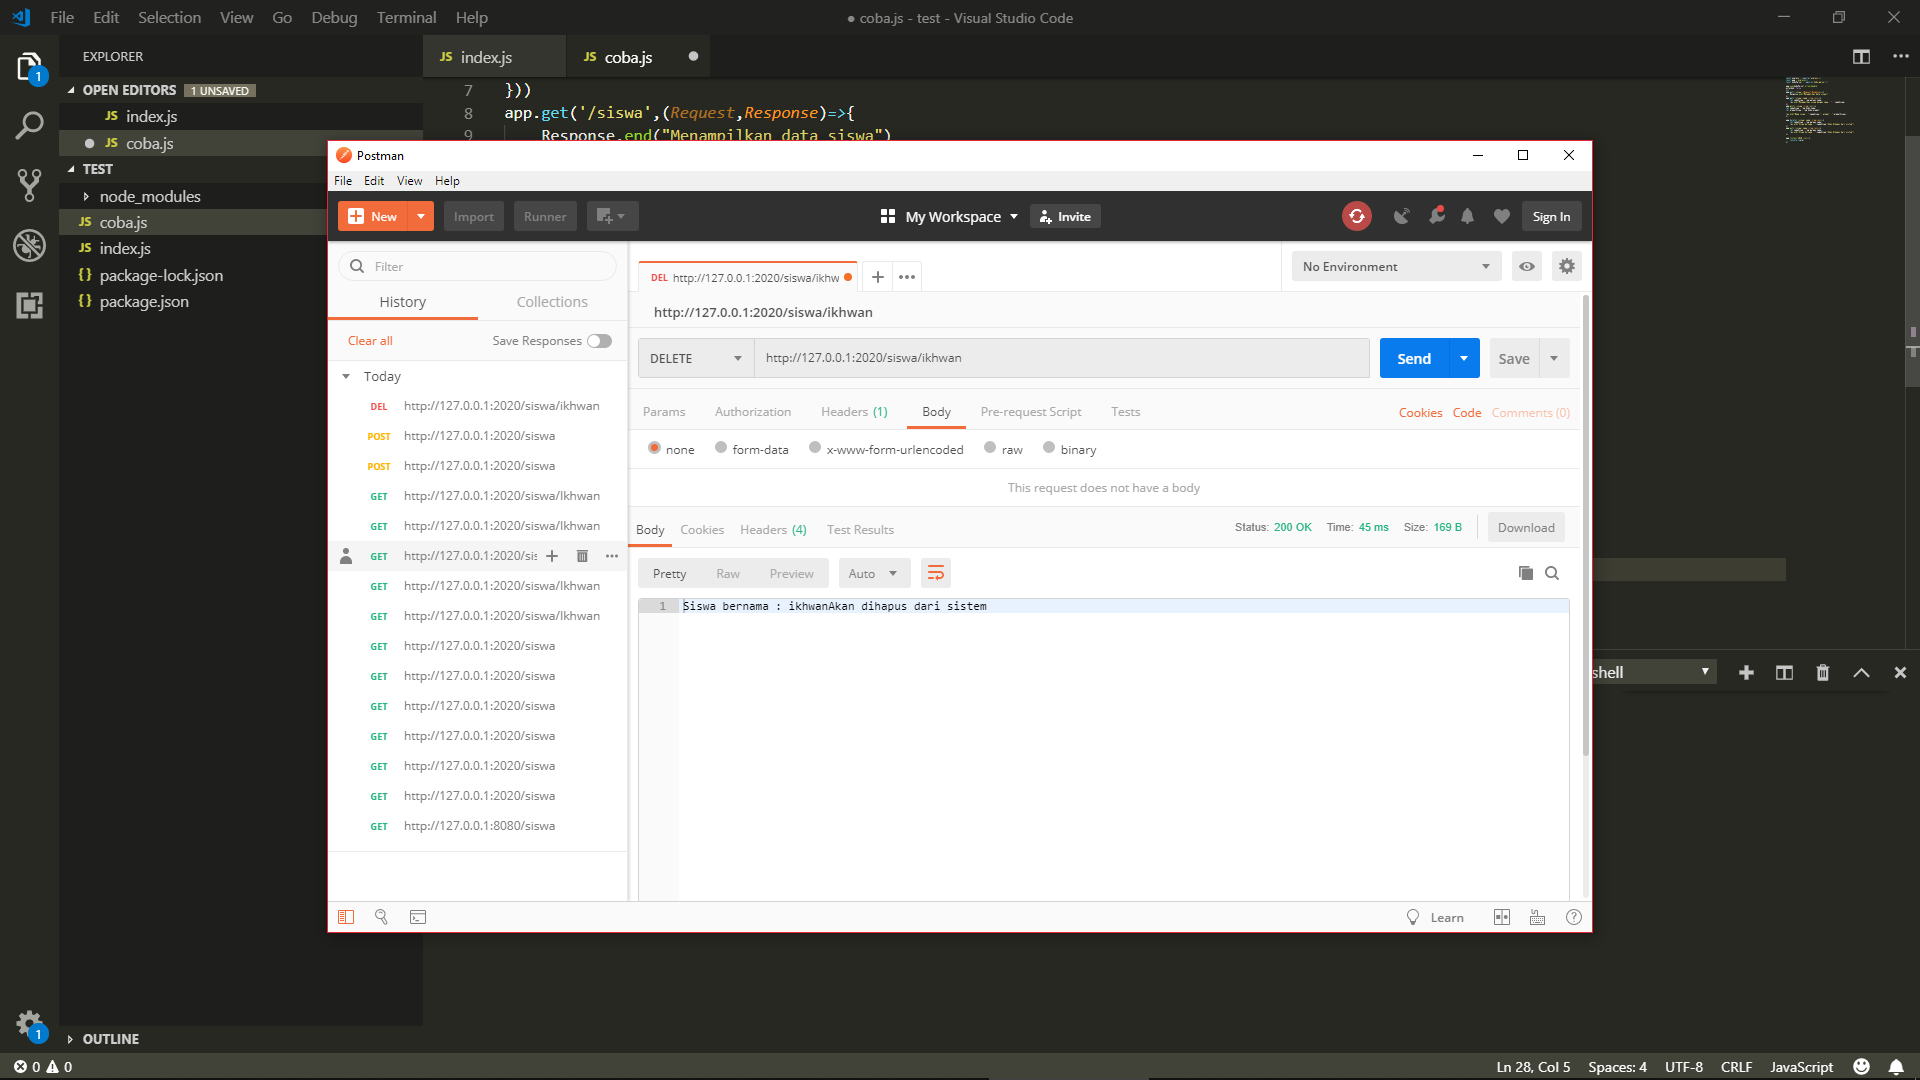 File Edit Selection View Go Debug Terminal Help
● coba.js - test - Visual Studio Code
EXPLORER
OPEN EDITORS 1 UNSAVED
JS index.js
JS coba.js
TEST
node_modules
JS coba.js
JS index.js
{} package-lock.json
{} package.json
OUTLINE
1
1
JS index.js
JS coba.js
7 }))
8 app.get('/siswa',(Request,Response)=>{
9 Response.end("Menampilkan data siswa")
Postman
File Edit View Help
New Import Runner
My Workspace Invite
Sign In
Filter
History Collections
Clear all Save Responses
Today
DEL http://127.0.0.1:2020/siswa/ikhwan
POST http://127.0.0.1:2020/siswa
POST http://127.0.0.1:2020/siswa
GET http://127.0.0.1:2020/siswa/Ikhwan
GET http://127.0.0.1:2020/siswa/Ikhwan
GET http://127.0.0.1:2020/sis
GET http://127.0.0.1:2020/siswa/Ikhwan
GET http://127.0.0.1:2020/siswa/Ikhwan
GET http://127.0.0.1:2020/siswa
GET http://127.0.0.1:2020/siswa
GET http://127.0.0.1:2020/siswa
GET http://127.0.0.1:2020/siswa
GET http://127.0.0.1:2020/siswa
GET http://127.0.0.1:2020/siswa
GET http://127.0.0.1:8080/siswa
DEL http://127.0.0.1:2020/siswa/ikhw
No Environment
http://127.0.0.1:2020/siswa/ikhwan
DELETE http://127.0.0.1:2020/siswa/ikhwan Send Save
Params Authorization Headers (1) Body Pre-request Script Tests Cookies Code Comments (0)
none form-data x-www-form-urlencoded raw binary
This request does not have a body
Body Cookies Headers (4) Test Results Status: 200 OK Time: 45 ms Size: 169 B Download
Pretty Raw Preview Auto
1 Siswa bernama : ikhwanAkan dihapus dari sistem
Learn
shell
0 0
Ln 28, Col 5 Spaces: 4 UTF-8 CRLF JavaScript